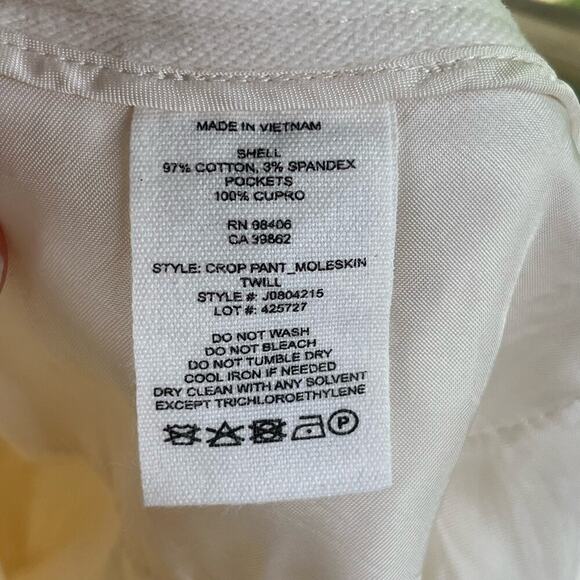 MADE IN VIETNAM
SHELL
97% COTTON, 3% SPANDEX
POCKETS
100% CUPRO
RN 98406
CA 39862
STYLE: CROP PANT_MOLESKIN
TWILL
STYLE #: J0804215
LOT #: 425727
DO NOT WASH
DO NOT BLEACH
DO NOT TUMBLE DRY
COOL IRON IF NEEDED
DRY CLEAN WITH ANY SOLVENT
EXCEPT TRICHLOROETHYLENE
P